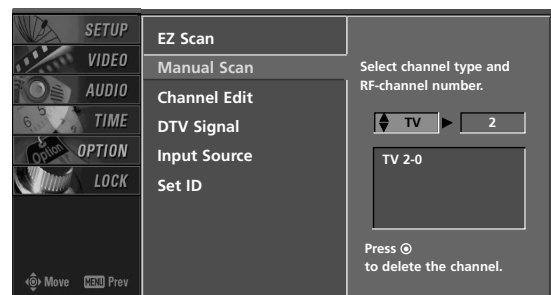 SETUP
VIDEO
AUDIO
TIME
OPTION
LOCK
Move MENU Prev
EZ Scan
Manual Scan
Channel Edit
DTV Signal
Input Source
Set ID
Select channel type and
RF-channel number.
TV 2
TV 2-0
Press
to delete the channel.